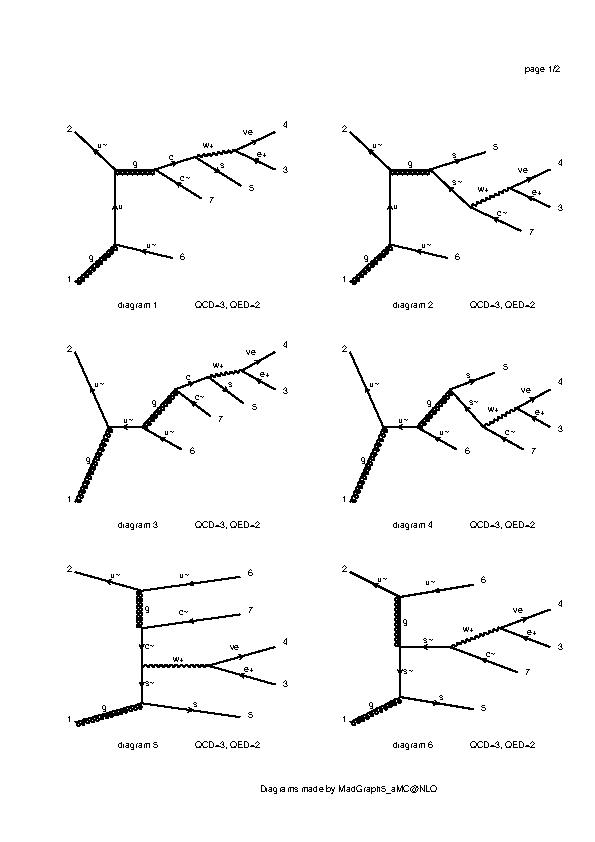 page 1/2
2 u~ g c w+ ve 4
e+ 3
s 5
c~ 7
u
g u~ 6
1
diagram 1 QCD=3, QED=2
2 u~ g s 5
s~ w+ ve 4
e+ 3
c~ 7
u
g u~ 6
1
diagram 2 QCD=3, QED=2
2 u~ g c w+ ve 4
e+ 3
s 5
c~ 7
u~
u~ 6
g
1
diagram 3 QCD=3, QED=2
2 u~ g s 5
s~ w+ ve 4
e+ 3
c~ 7
u~
u~ 6
g
1
diagram 4 QCD=3, QED=2
2 u~ u~ 6
g c~ 7
c~
w+ ve 4
e+ 3
s~
1 g s 5
diagram 5 QCD=3, QED=2
2 u~ u~ 6
g
s~ w+ ve 4
e+ 3
c~ 7
s~
1 g s 5
diagram 6 QCD=3, QED=2
Diagrams made by MadGraph5_aMC@NLO